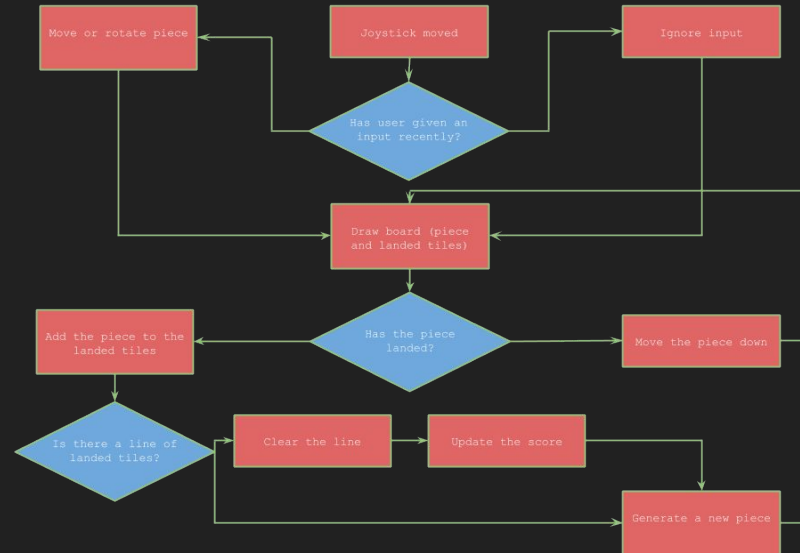 Move or rotate piece
Joystick moved
Ignore input
Has user given an
input recently?
Draw board (piece
and landed tiles)
Has the piece
landed?
Add the piece to the
landed tiles
Move the piece down
Is there a line of
landed tiles?
Clear the line
Update the score
Generate a new piece